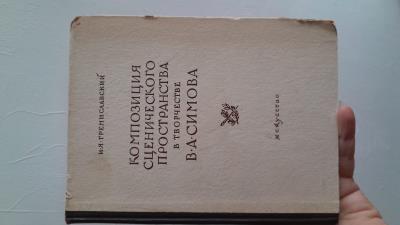 И·Я·ГРЕМИСЛАВСКИЙ
КОМПОЗИЦИЯ
СЦЕНИЧЕСКОГО
ПРОСТРАНСТВА
В ТВОРЧЕСТВЕ
В·А·СИМОВА
искусство